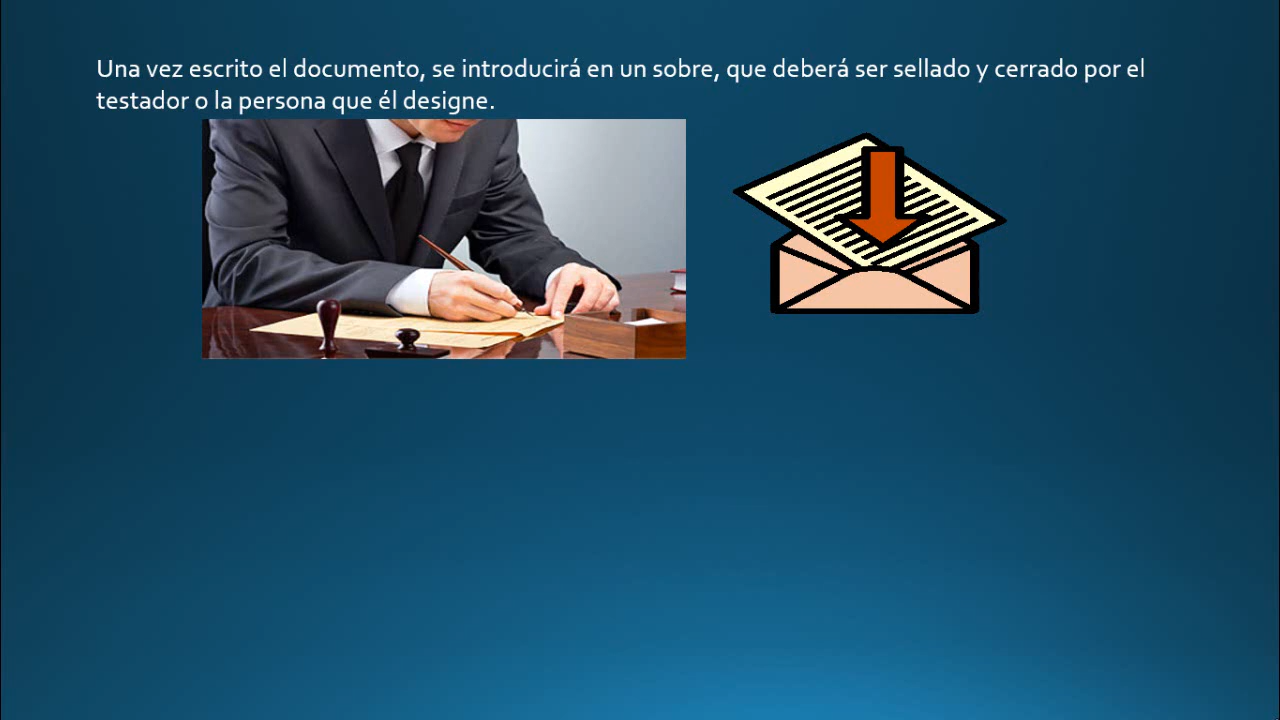 Una vez escrito el documento, se introducirá en un sobre, que deberá ser sellado y cerrado por el
testador o la persona que él designe.